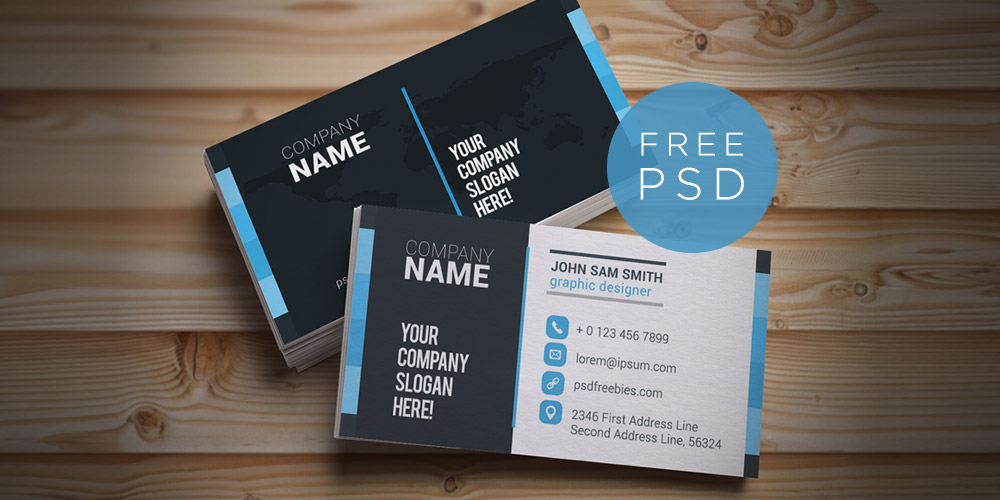 COMPANY
NAME
YOUR
COMPANY
SLOGAN
HERE!
FREE
PSD
COMPANY
NAME
YOUR
COMPANY
SLOGAN
HERE!
JOHN SAM SMITH
graphic designer
+ 0 123 456 7899
lorem@ipsum.com
psdfreebies.com
2346 First Address Line
Second Address Line, 56324